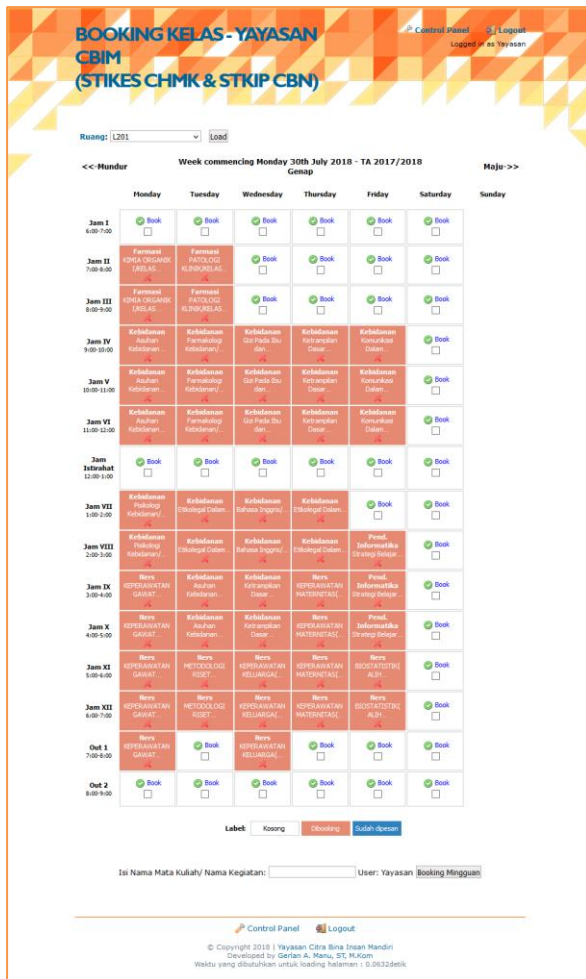 BOOKING KELAS - YAYASAN
CBIM
(STIKES CHMK & STKIP CBN)
Control Panel Logout
Logged in as Yayasan
Ruang: L201 Load
<<-Mundur Week commencing Monday 30th July 2018 - TA 2017/2018 Maju->>
Genap
Monday Tuesday Wednesday Thursday Friday Saturday Sunday
Jam I Book Book Book Book Book Book
6:00-7:00
Jam II Farmasi Farmasi Book Book Book Book
7:00-8:00 KIMIA ORGANIK PATOLOGI
I/KELAS... KLINIK/KELAS...
Jam III Farmasi Farmasi Book Book Book Book
8:00-9:00 KIMIA ORGANIK PATOLOGI
I/KELAS... KLINIK/KELAS...
Jam IV Kebidanan Kebidanan Kebidanan Kebidanan Kebidanan Book
9:00-10:00 Asuhan Farmakologi Gizi Pada Ibu Ketrampilan Komunikasi
Kebidanan... Kebidanan/... dan... Dasar... Dalam...
Jam V Kebidanan Kebidanan Kebidanan Kebidanan Kebidanan Book
10:00-11:00 Asuhan Farmakologi Gizi Pada Ibu Ketrampilan Komunikasi
Kebidanan... Kebidanan/... dan... Dasar... Dalam...
Jam VI Kebidanan Kebidanan Kebidanan Kebidanan Kebidanan Book
11:00-12:00 Asuhan Farmakologi Gizi Pada Ibu Ketrampilan Komunikasi
Kebidanan... Kebidanan/... dan... Dasar... Dalam...
Jam
Istirahat Book Book Book Book Book Book
12:00-1:00
Jam VII Kebidanan Kebidanan Kebidanan Kebidanan Book Book
1:00-2:00 Psikologi Etikolegal Dalam... Bahasa Inggris/... Etikolegal Dalam...
Kebidanan/...
Jam VIII Kebidanan Kebidanan Kebidanan Kebidanan Pend. Book
2:00-3:00 Psikologi Etikolegal Dalam... Bahasa Inggris/... Etikolegal Dalam... Informatika
Kebidanan/... Strategi Belajar...
Jam IX Ners Kebidanan Kebidanan Ners Pend. Book
3:00-4:00 KEPERAWATAN Asuhan Ketrampilan KEPERAWATAN Informatika
GAWAT... Kebidanan... Dasar... MATERNITAS(... Strategi Belajar...
Jam X Ners Kebidanan Kebidanan Ners Pend. Book
4:00-5:00 KEPERAWATAN Asuhan Ketrampilan KEPERAWATAN Informatika
GAWAT... Kebidanan... Dasar... MATERNITAS(... Strategi Belajar...
Jam XI Ners Ners Ners Ners Ners Book
5:00-6:00 KEPERAWATAN METODOLOGI KEPERAWATAN KEPERAWATAN BIOSTATISTIK(
GAWAT... RISET... KELUARGA(... MATERNITAS(... ALIH...
Jam XII Ners Ners Ners Ners Ners Book
6:00-7:00 KEPERAWATAN METODOLOGI KEPERAWATAN KEPERAWATAN BIOSTATISTIK(
GAWAT... RISET... KELUARGA(... MATERNITAS(... ALIH...
Out 1 Ners Book Ners Book Book Book
7:00-8:00 KEPERAWATAN KEPERAWATAN
GAWAT... KELUARGA(...
Out 2 Book Book Book Book Book Book
8:00-9:00
Label: Kosong Dibooking Sudah dipesan
Isi Nama Mata Kuliah/ Nama Kegiatan: User: Yayasan Booking Mingguan
Control Panel Logout
© Copyright 2018 | Yayasan Citra Bina Insan Mandiri
Developed by Gerlan A. Manu, ST, M.Kom
Waktu yang dibutuhkan untuk loading halaman : 0.0632detik